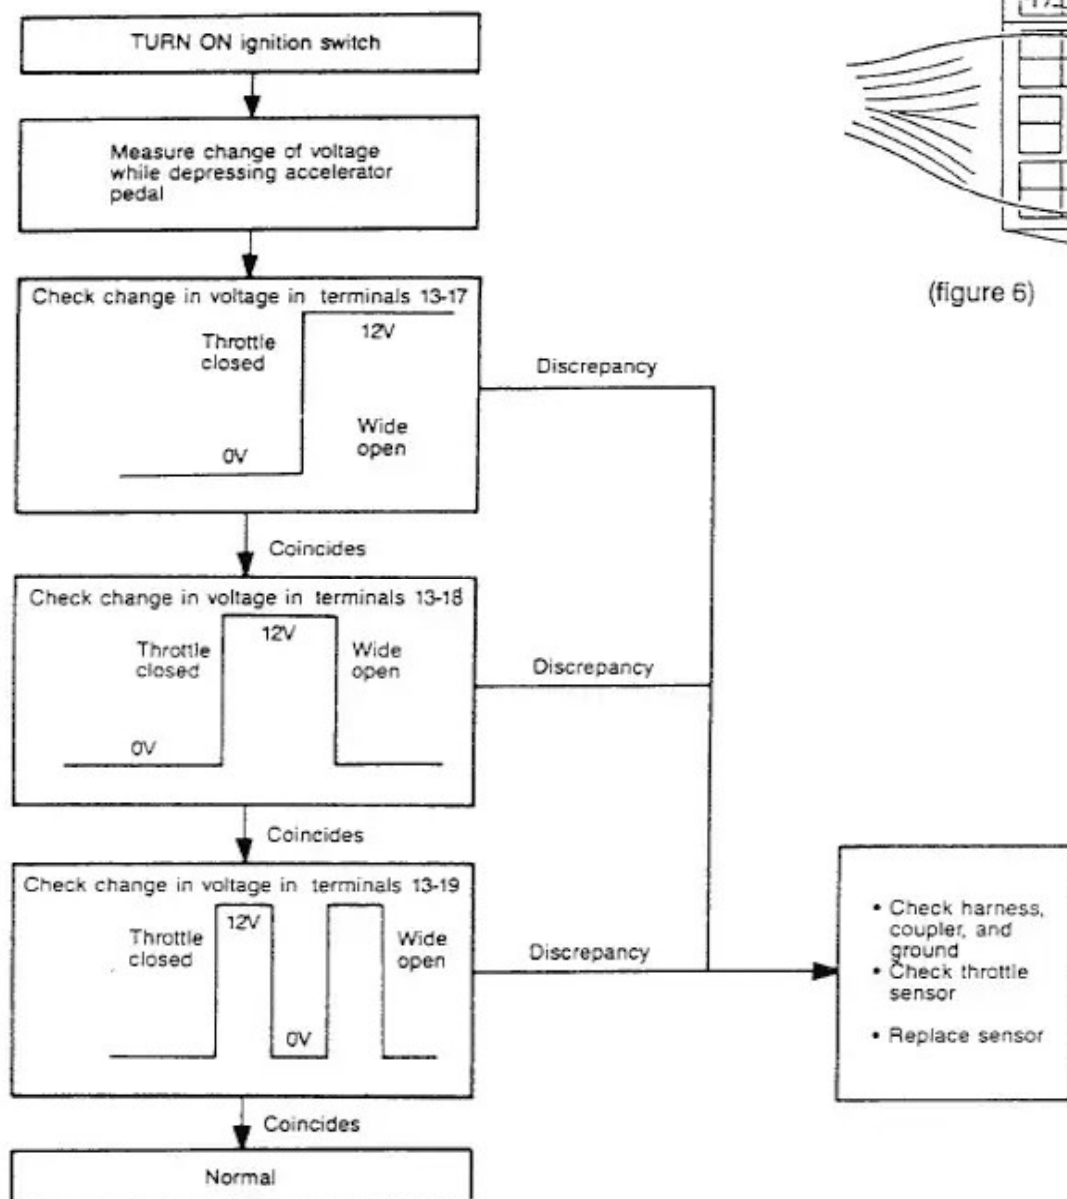 TURN ON ignition switch
Measure change of voltage
while depressing accelerator
pedal
Check change in voltage in terminals 13-17
Throttle
closed
12V
Wide
open
0V
Discrepancy
Coincides
Check change in voltage in terminals 13-18
12V
Throttle
closed
Wide
open
0V
Discrepancy
Coincides
Check change in voltage in terminals 13-19
12V
Throttle
closed
Wide
open
0V
Discrepancy
Coincides
Normal
• Check harness,
coupler, and
ground
• Check throttle
sensor
• Replace sensor
17
(figure 6)